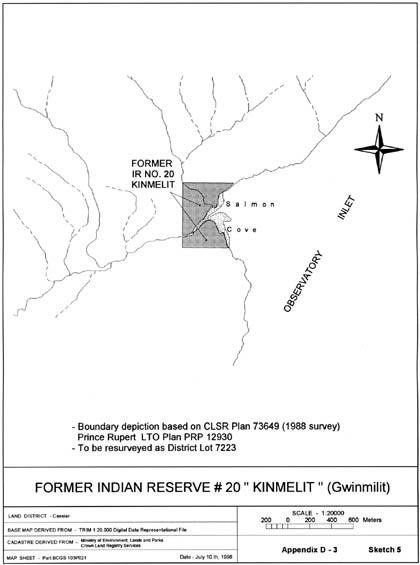 N
FORMER
IR NO. 20
KINMELIT
Salmon
Cove
OBSERVATORY INLET
- Boundary depiction based on CLSR Plan 73649 (1988 survey)
Prince Rupert LTO Plan PRP 12930
- To be resurveyed as District Lot 7223
FORMER INDIAN RESERVE # 20 " KINMELIT " (Gwinmilit)
LAND DISTRICT - Cassiar
BASE MAP DERIVED FROM - TRIM 1:20,000 Digital Data Representational File
CADASTRE DERIVED FROM - Ministry of Environment, Lands and Parks
Crown Land Registry Services
MAP SHEET - Part BCGS 103P021
Date - July 10 th, 1998
SCALE - 1:20000
200 0 200 400 600 Meters
Appendix D - 3 Sketch 5